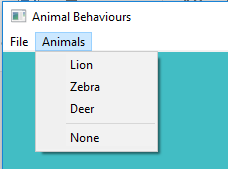 Animal Behaviours
File Animals
Lion
Zebra
Deer
None